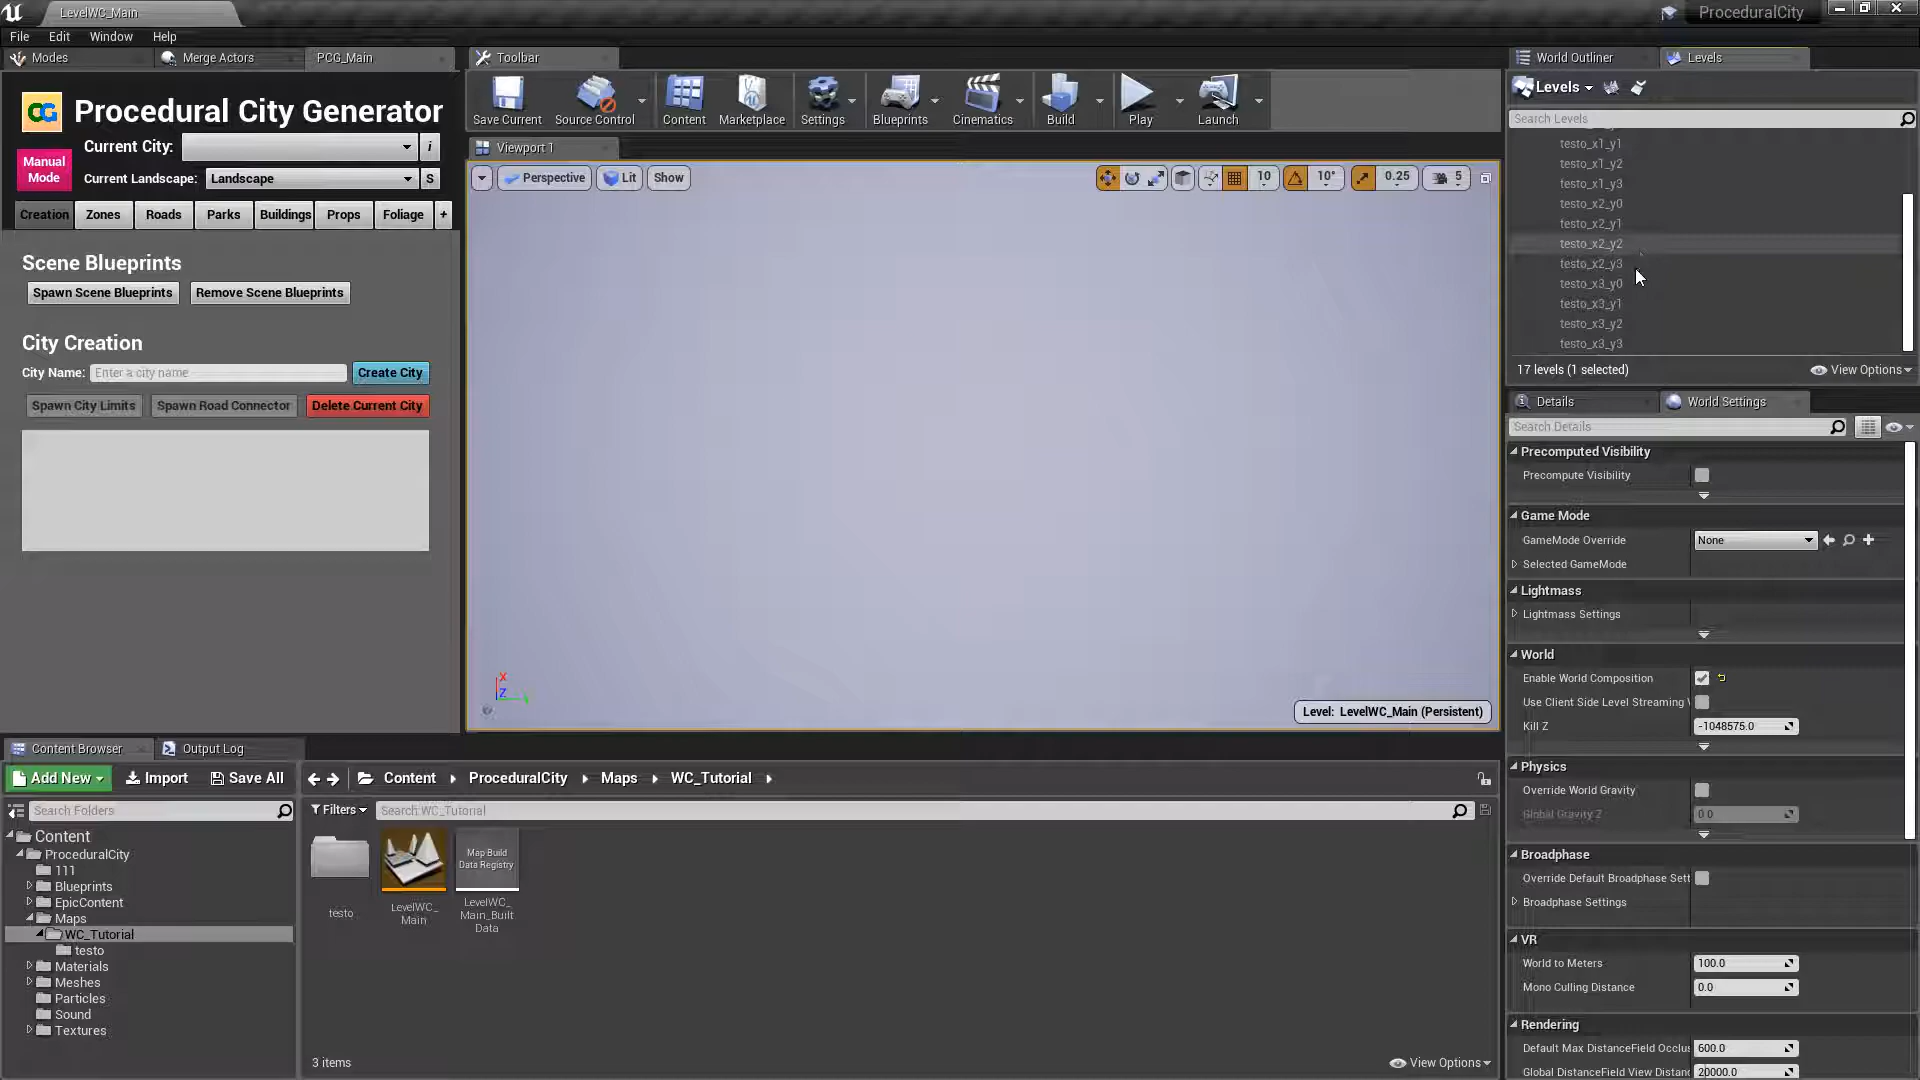 LevelWC_Main
ProceduralCity
File Edit Window Help
Modes
Merge Actors
PCG_Main
CG Procedural City Generator
Manual Mode
Current City:
i
Current Landscape: Landscape S
Creation Zones Roads Parks Buildings Props Foliage +
Scene Blueprints
Spawn Scene Blueprints Remove Scene Blueprints
City Creation
City Name: Enter a city name Create City
Spawn City Limits Spawn Road Connector Delete Current City
Toolbar
Save Current Source Control Content Marketplace Settings Blueprints Cinematics Build Play Launch
Viewport 1
Perspective Lit Show 10 10° 0.25 5
X
Z
Level: LevelWC_Main (Persistent)
World Outliner Levels
Levels
Search Levels
testo_x1_y1
testo_x1_y2
testo_x1_y3
testo_x2_y0
testo_x2_y1
testo_x2_y2
testo_x2_y3
testo_x3_y0
testo_x3_y1
testo_x3_y2
testo_x3_y3
17 levels (1 selected) View Options
Details World Settings
Search Details
Precomputed Visibility
Precompute Visibility
Game Mode
GameMode Override None
Selected GameMode
Lightmass
Lightmass Settings
World
Enable World Composition
Use Client Side Level Streaming V
Kill Z -1048575.0
Physics
Override World Gravity
Global Gravity Z 0.0
Broadphase
Override Default Broadphase Sett
Broadphase Settings
VR
World to Meters 100.0
Mono Culling Distance 0.0
Rendering
Default Max DistanceField Occlus 600.0
Global DistanceField View Distanc 20000.0
Content Browser Output Log
Add New Import Save All
Content ProceduralCity Maps WC_Tutorial
Search Folders
Filters Search WC_Tutorial
Content
ProceduralCity
111
Blueprints
EpicContent
Maps
WC_Tutorial
testo
Materials
Meshes
Particles
Sound
Textures
testo
LevelWC_
Main
Map Build
Data Registry
LevelWC_
Main_Built
Data
3 items View Options